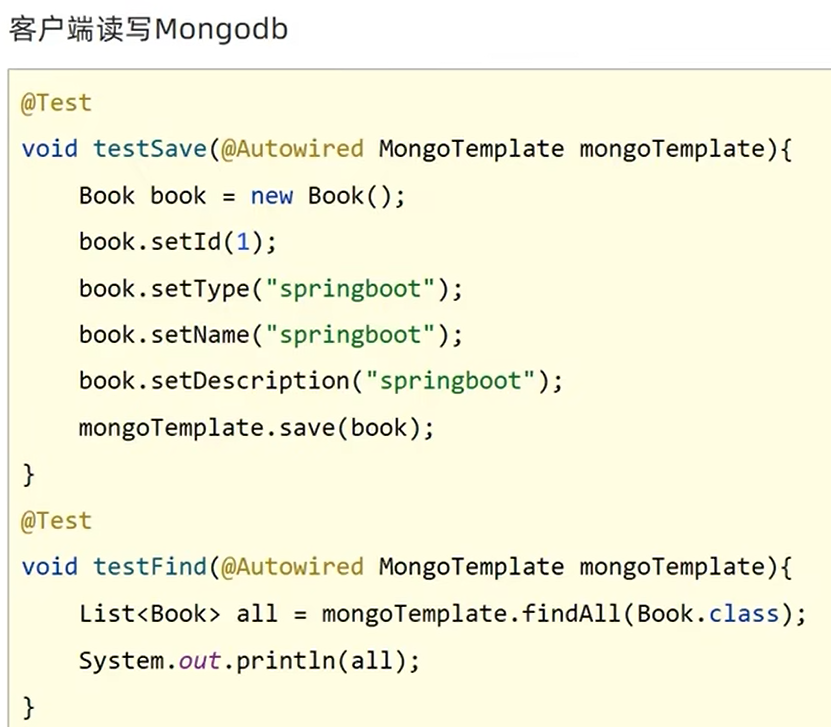 客户端读写Mongodb
@Test
void testSave(@Autowired MongoTemplate mongoTemplate){
    Book book = new Book();
    book.setId(1);
    book.setType("springboot");
    book.setName("springboot");
    book.setDescription("springboot");
    mongoTemplate.save(book);
}
@Test
void testFind(@Autowired MongoTemplate mongoTemplate){
    List<Book> all = mongoTemplate.findAll(Book.class);
    System.out.println(all);
}